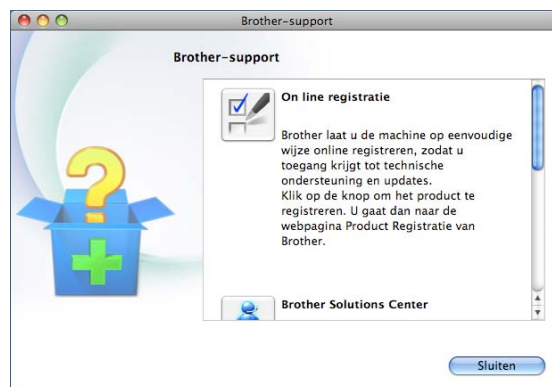 Brother-support
Brother-support
On line registratie
Brother laat u de machine op eenvoudige
wijze online registreren, zodat u
toegang krijgt tot technische
ondersteuning en updates.
Klik op de knop om het product te
registreren. U gaat dan naar de
webpagina Product Registratie van
Brother.
Brother Solutions Center
Sluiten